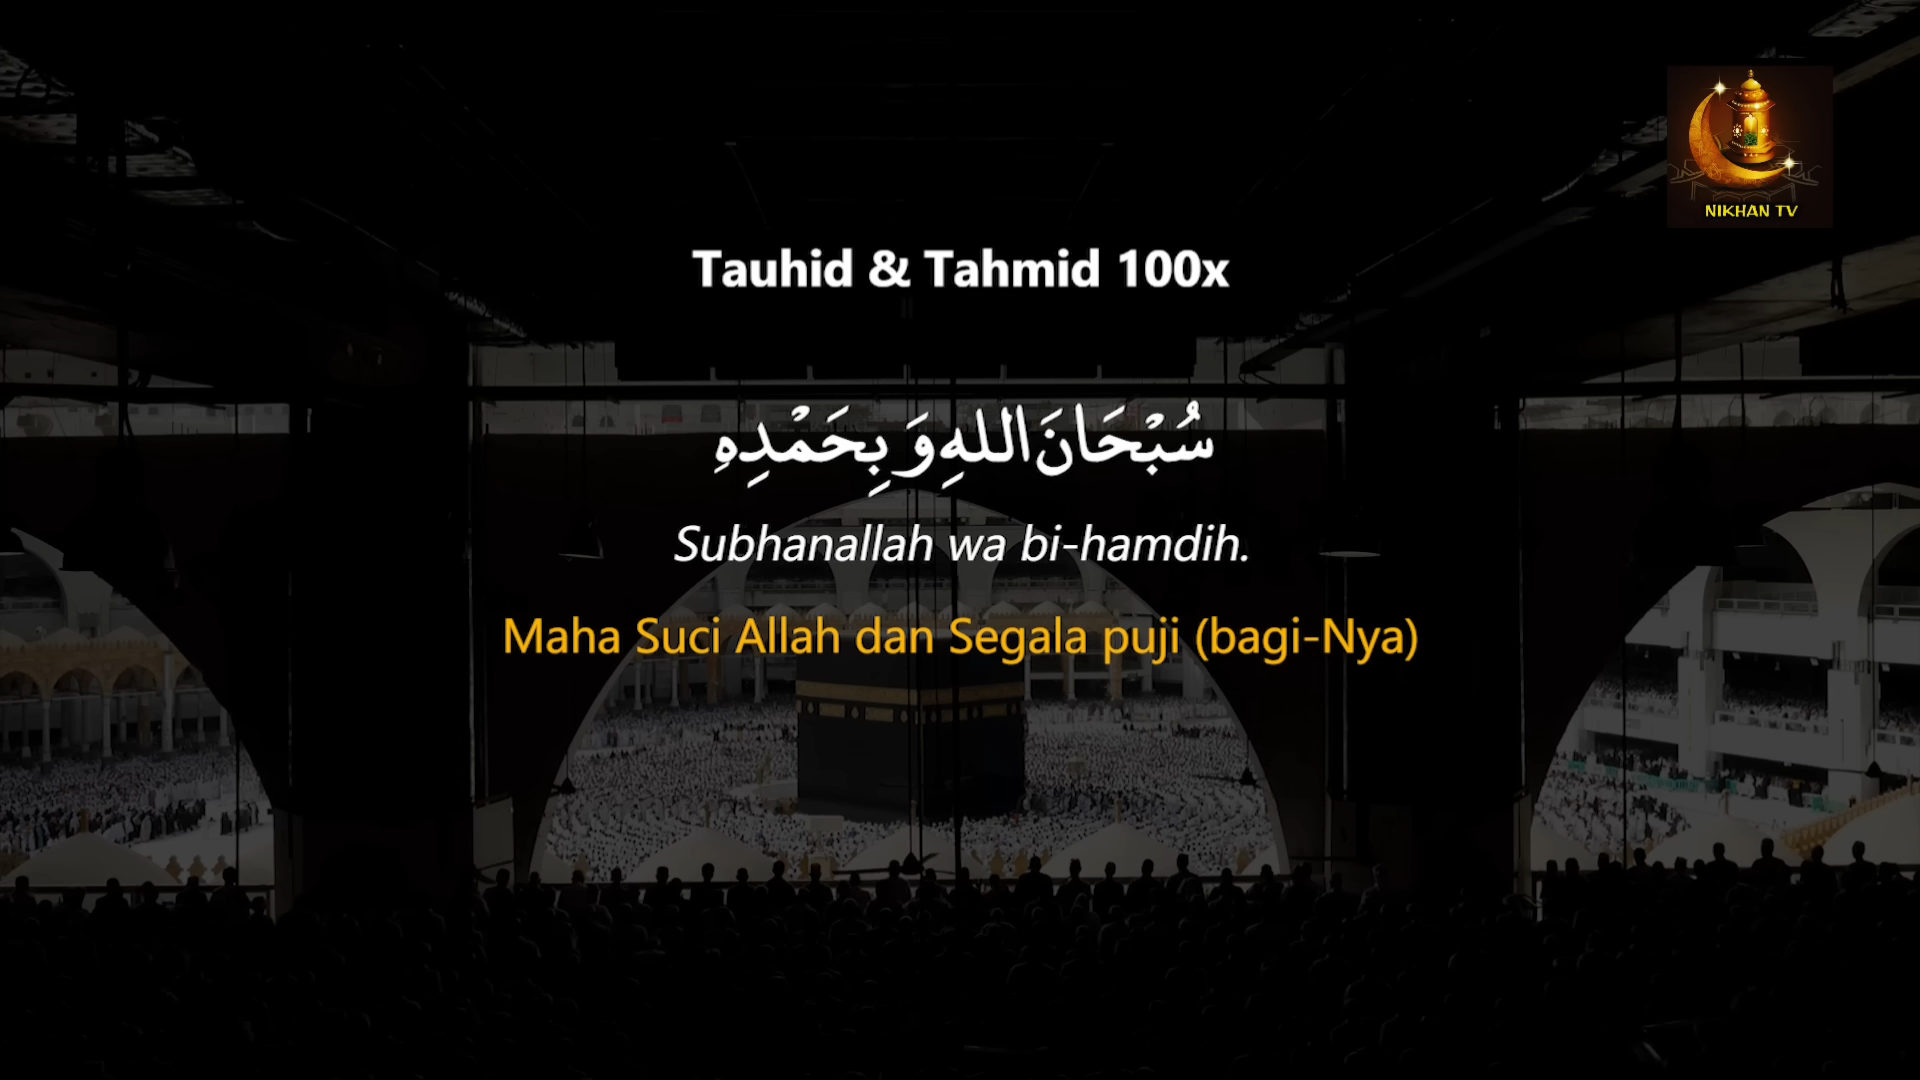 NIKHAN TV
Tauhid & Tahmid 100x
سُبْحَانَ اللهِ وَ بِحَمْدِهِ
Subhanallah wa bi-hamdih.
Maha Suci Allah dan Segala puji (bagi-Nya)